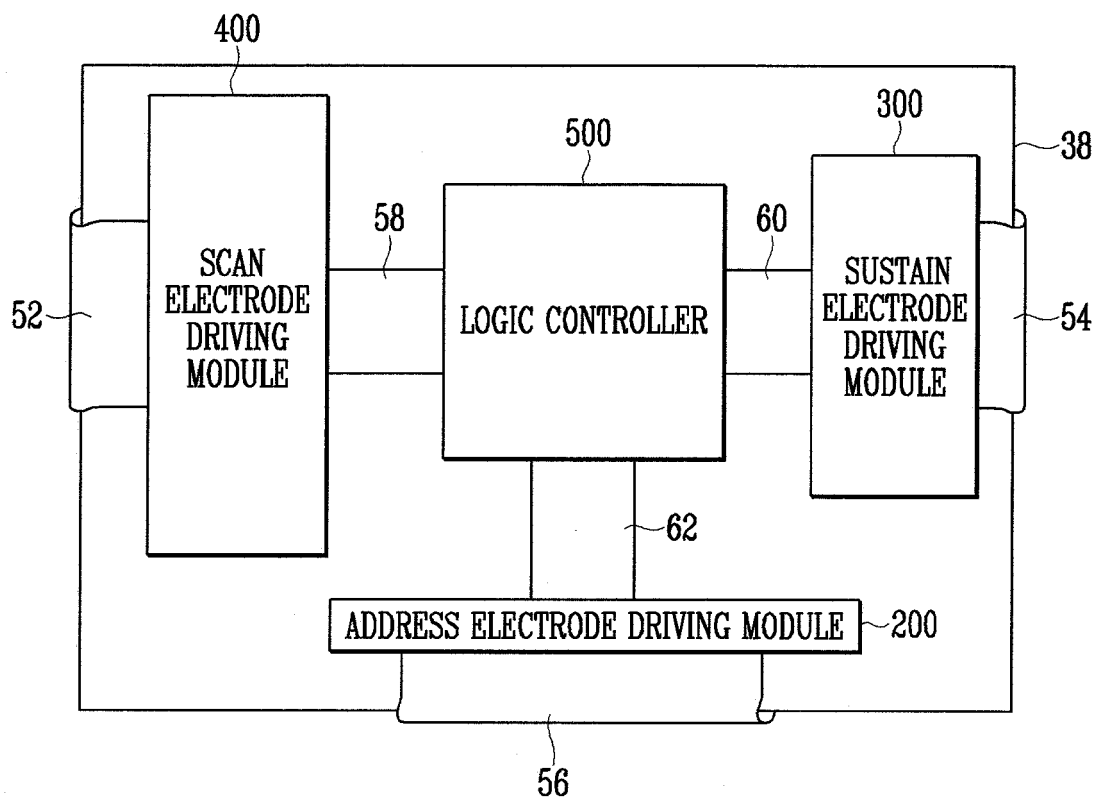 400
500
300
38
58
60
SCAN
ELECTRODE
DRIVING
MODULE
LOGIC CONTROLLER
SUSTAIN
ELECTRODE
DRIVING
MODULE
52
54
62
ADDRESS ELECTRODE DRIVING MODULE
200
56